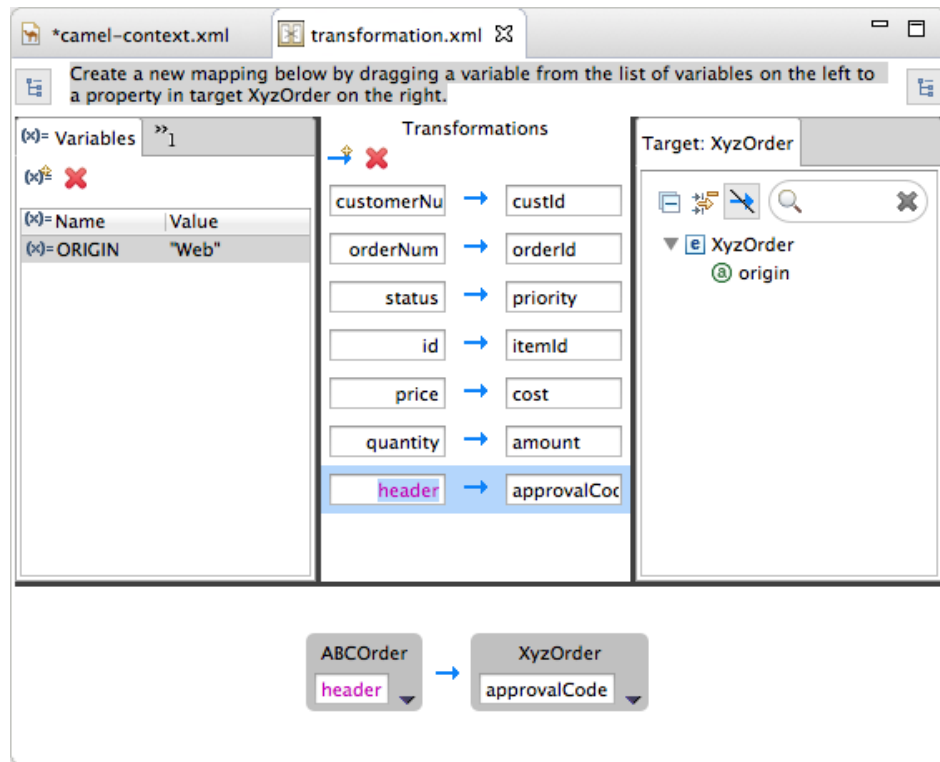 *camel-context.xml
transformation.xml
Create a new mapping below by dragging a variable from the list of variables on the left to
a property in target XyzOrder on the right.
(x)= Variables
»1
Transformations
Target: XyzOrder
(x)=
(x)= Name Value
(x)= ORIGIN "Web"
customerNu custId
orderNum orderId
status priority
id itemId
price cost
quantity amount
header approvalCod
e XyzOrder
a origin
ABCOrder
header
XyzOrder
approvalCode